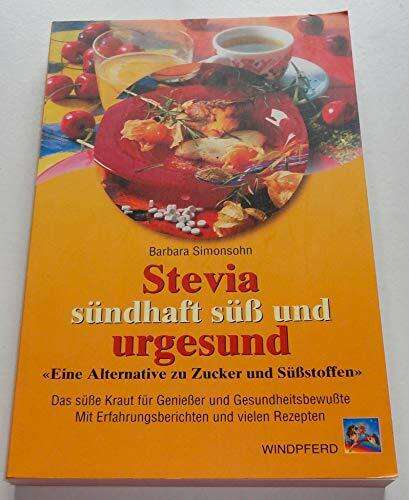 Barbara Simonsohn
Stevia
sündhaft süß und
urgesund
«Eine Alternative zu Zucker und Süßstoffen»
Das süße Kraut für Genießer und Gesundheitsbewußte
Mit Erfahrungsberichten und vielen Rezepten
WINDPFERD